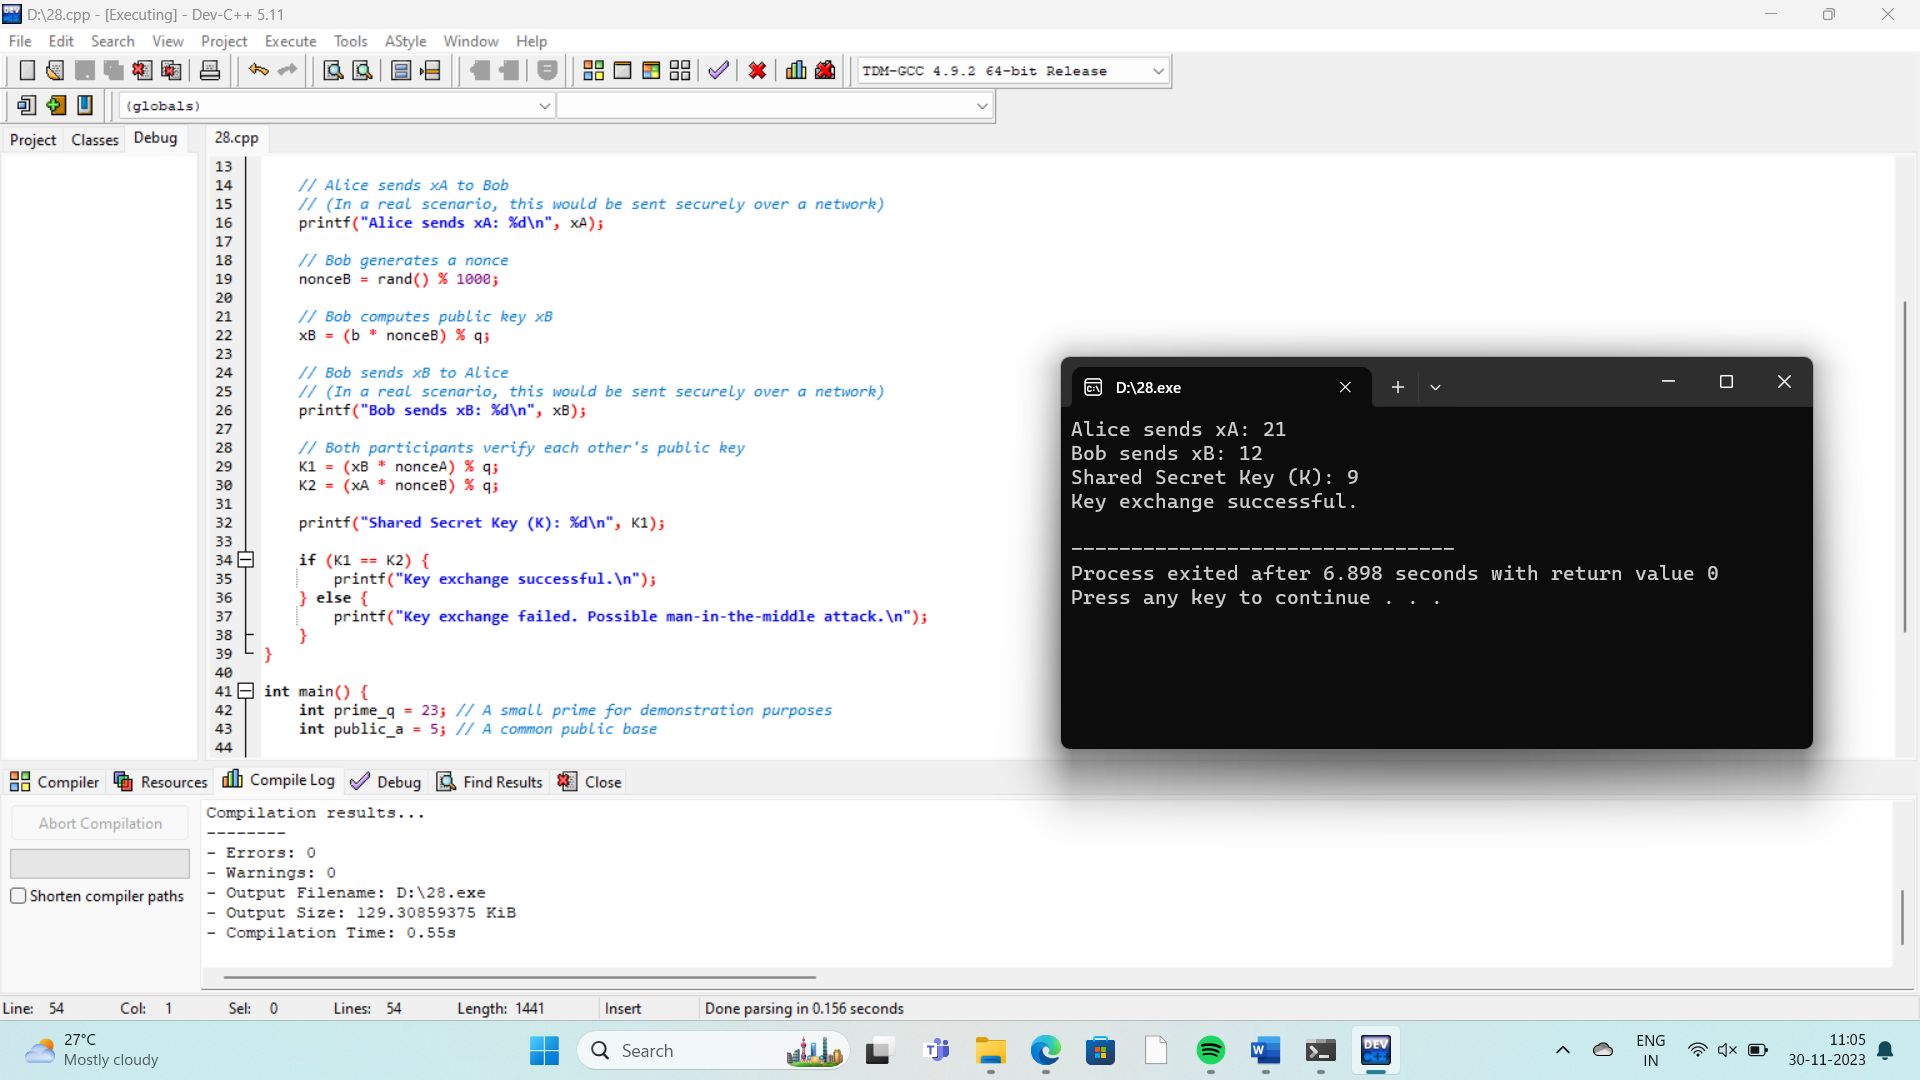 D:\28.cpp - [Executing] - Dev-C++ 5.11
File Edit Search View Project Execute Tools AStyle Window Help
TDM-GCC 4.9.2 64-bit Release
(globals)
Project Classes Debug 28.cpp
13
14 // Alice sends xA to Bob
15 // (In a real scenario, this would be sent securely over a network)
16 printf("Alice sends xA: %d\n", xA);
17
18 // Bob generates a nonce
19 nonceB = rand() % 1000;
20
21 // Bob computes public key xB
22 xB = (b * nonceB) % q;
23
24 // Bob sends xB to Alice
25 // (In a real scenario, this would be sent securely over a network)
26 printf("Bob sends xB: %d\n", xB);
27
28 // Both participants verify each other's public key
29 K1 = (xB * nonceA) % q;
30 K2 = (xA * nonceB) % q;
31
32 printf("Shared Secret Key (K): %d\n", K1);
33
34 if (K1 == K2) {
35 printf("Key exchange successful.\n");
36 } else {
37 printf("Key exchange failed. Possible man-in-the-middle attack.\n");
38 }
39 }
40
41 int main() {
42 int prime_q = 23; // A small prime for demonstration purposes
43 int public_a = 5; // A common public base
44
D:\28.exe
Alice sends xA: 21
Bob sends xB: 12
Shared Secret Key (K): 9
Key exchange successful.
--------------------------------
Process exited after 6.898 seconds with return value 0
Press any key to continue . . .
Compiler Resources Compile Log Debug Find Results Close
Abort Compilation
Shorten compiler paths
Compilation results...
--------
- Errors: 0
- Warnings: 0
- Output Filename: D:\28.exe
- Output Size: 129.30859375 KiB
- Compilation Time: 0.55s
Line: 54 Col: 1 Sel: 0 Lines: 54 Length: 1441 Insert Done parsing in 0.156 seconds
27°C
Mostly cloudy
Search
DEV
C++
ENG
IN
11:05
30-11-2023